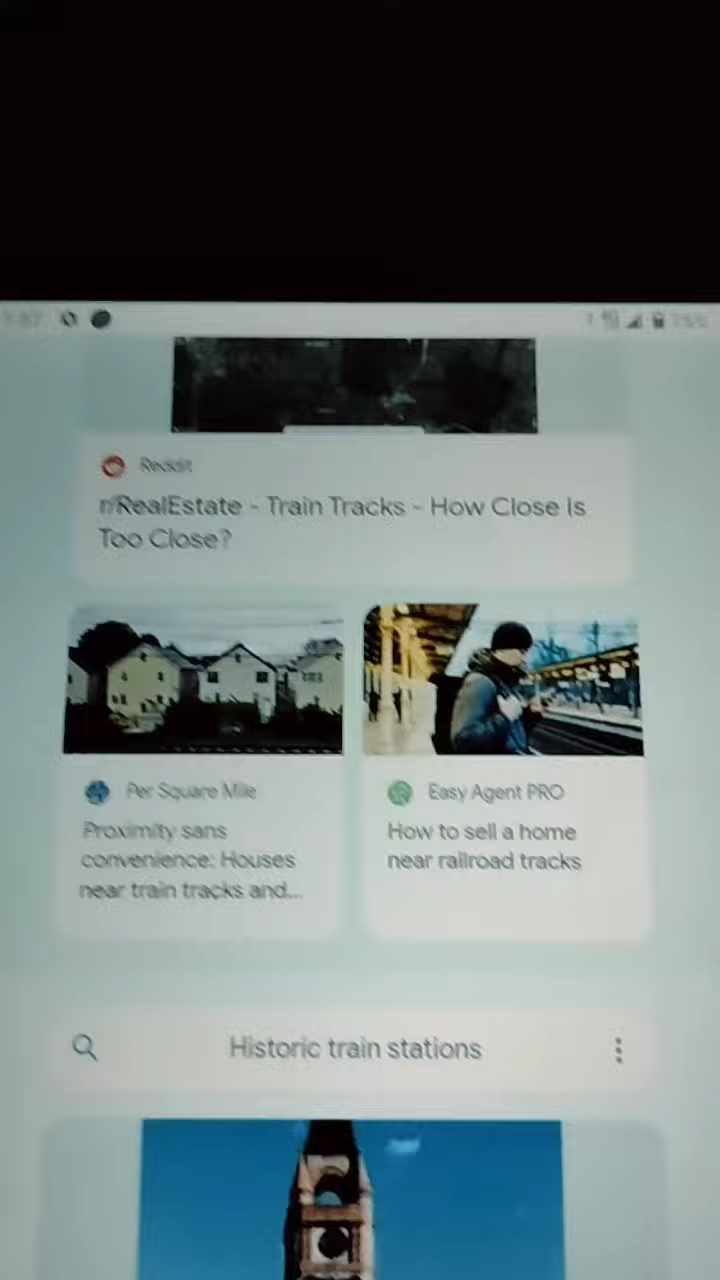 Reddit
r/RealEstate - Train Tracks - How Close Is
Too Close?
Per Square Mile
Proximity sans
convenience: Houses
near train tracks and...
Easy Agent PRO
How to sell a home
near railroad tracks
Historic train stations